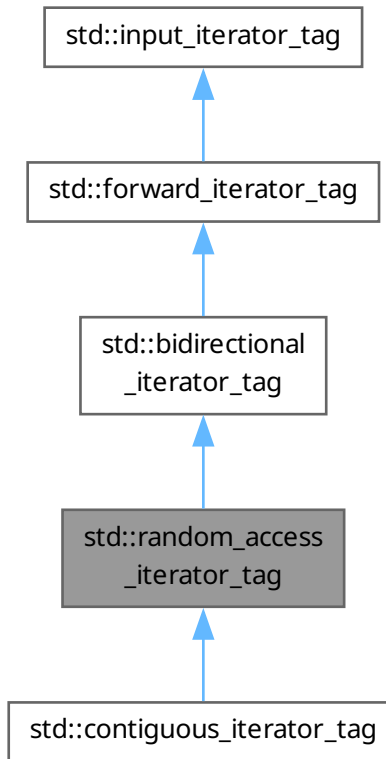 std::input_iterator_tag
std::forward_iterator_tag
std::bidirectional
_iterator_tag
std::random_access
_iterator_tag
std::contiguous_iterator_tag